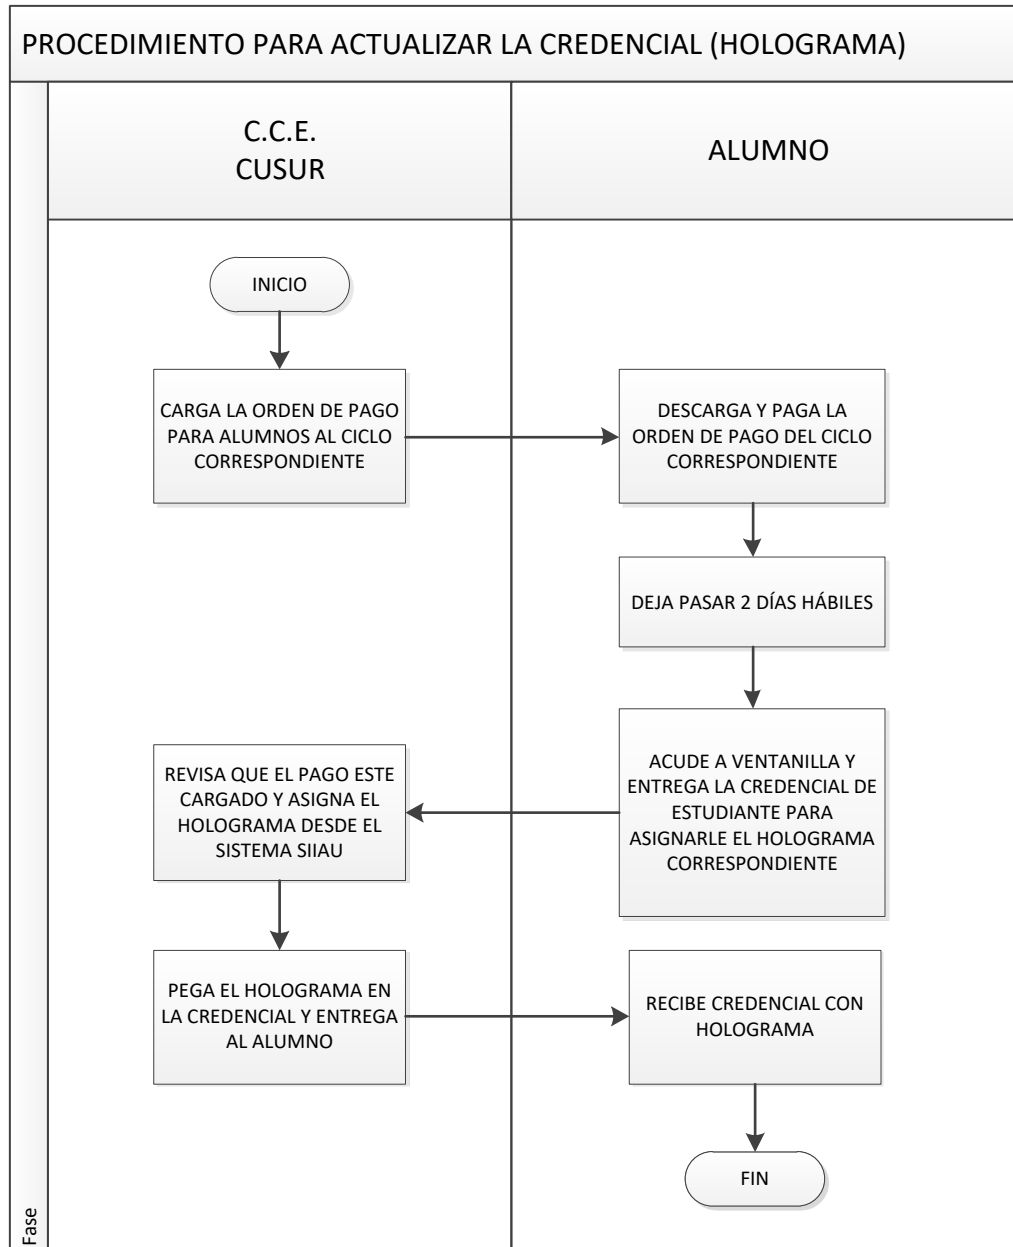 PROCEDIMIENTO PARA ACTUALIZAR LA CREDENCIAL (HOLOGRAMA)
C.C.E.
CUSUR
ALUMNO
INICIO
CARGA LA ORDEN DE PAGO
PARA ALUMNOS AL CICLO
CORRESPONDIENTE
DESCARGA Y PAGA LA
ORDEN DE PAGO DEL CICLO
CORRESPONDIENTE
DEJA PASAR 2 DÍAS HÁBILES
ACUDE A VENTANILLA Y
ENTREGA LA CREDENCIAL DE
ESTUDIANTE PARA
ASIGNARLE EL HOLOGRAMA
CORRESPONDIENTE
REVISA QUE EL PAGO ESTE
CARGADO Y ASIGNA EL
HOLOGRAMA DESDE EL
SISTEMA SIIAU
PEGA EL HOLOGRAMA EN
LA CREDENCIAL Y ENTREGA
AL ALUMNO
RECIBE CREDENCIAL CON
HOLOGRAMA
FIN
Fase